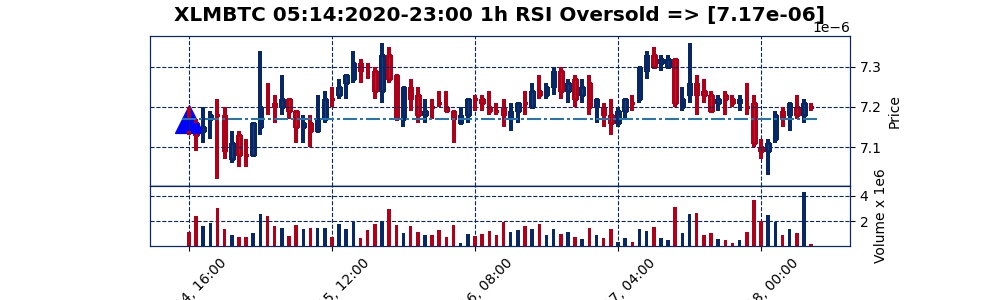 XLMBTC 05:14:2020-23:00 1h RSI Oversold => [7.17e-06]
1e−6
7.3
7.2
7.1
Price
4
2
Volume x 1e6
4, 16:00
5, 12:00
6, 08:00
7, 04:00
8, 00:00